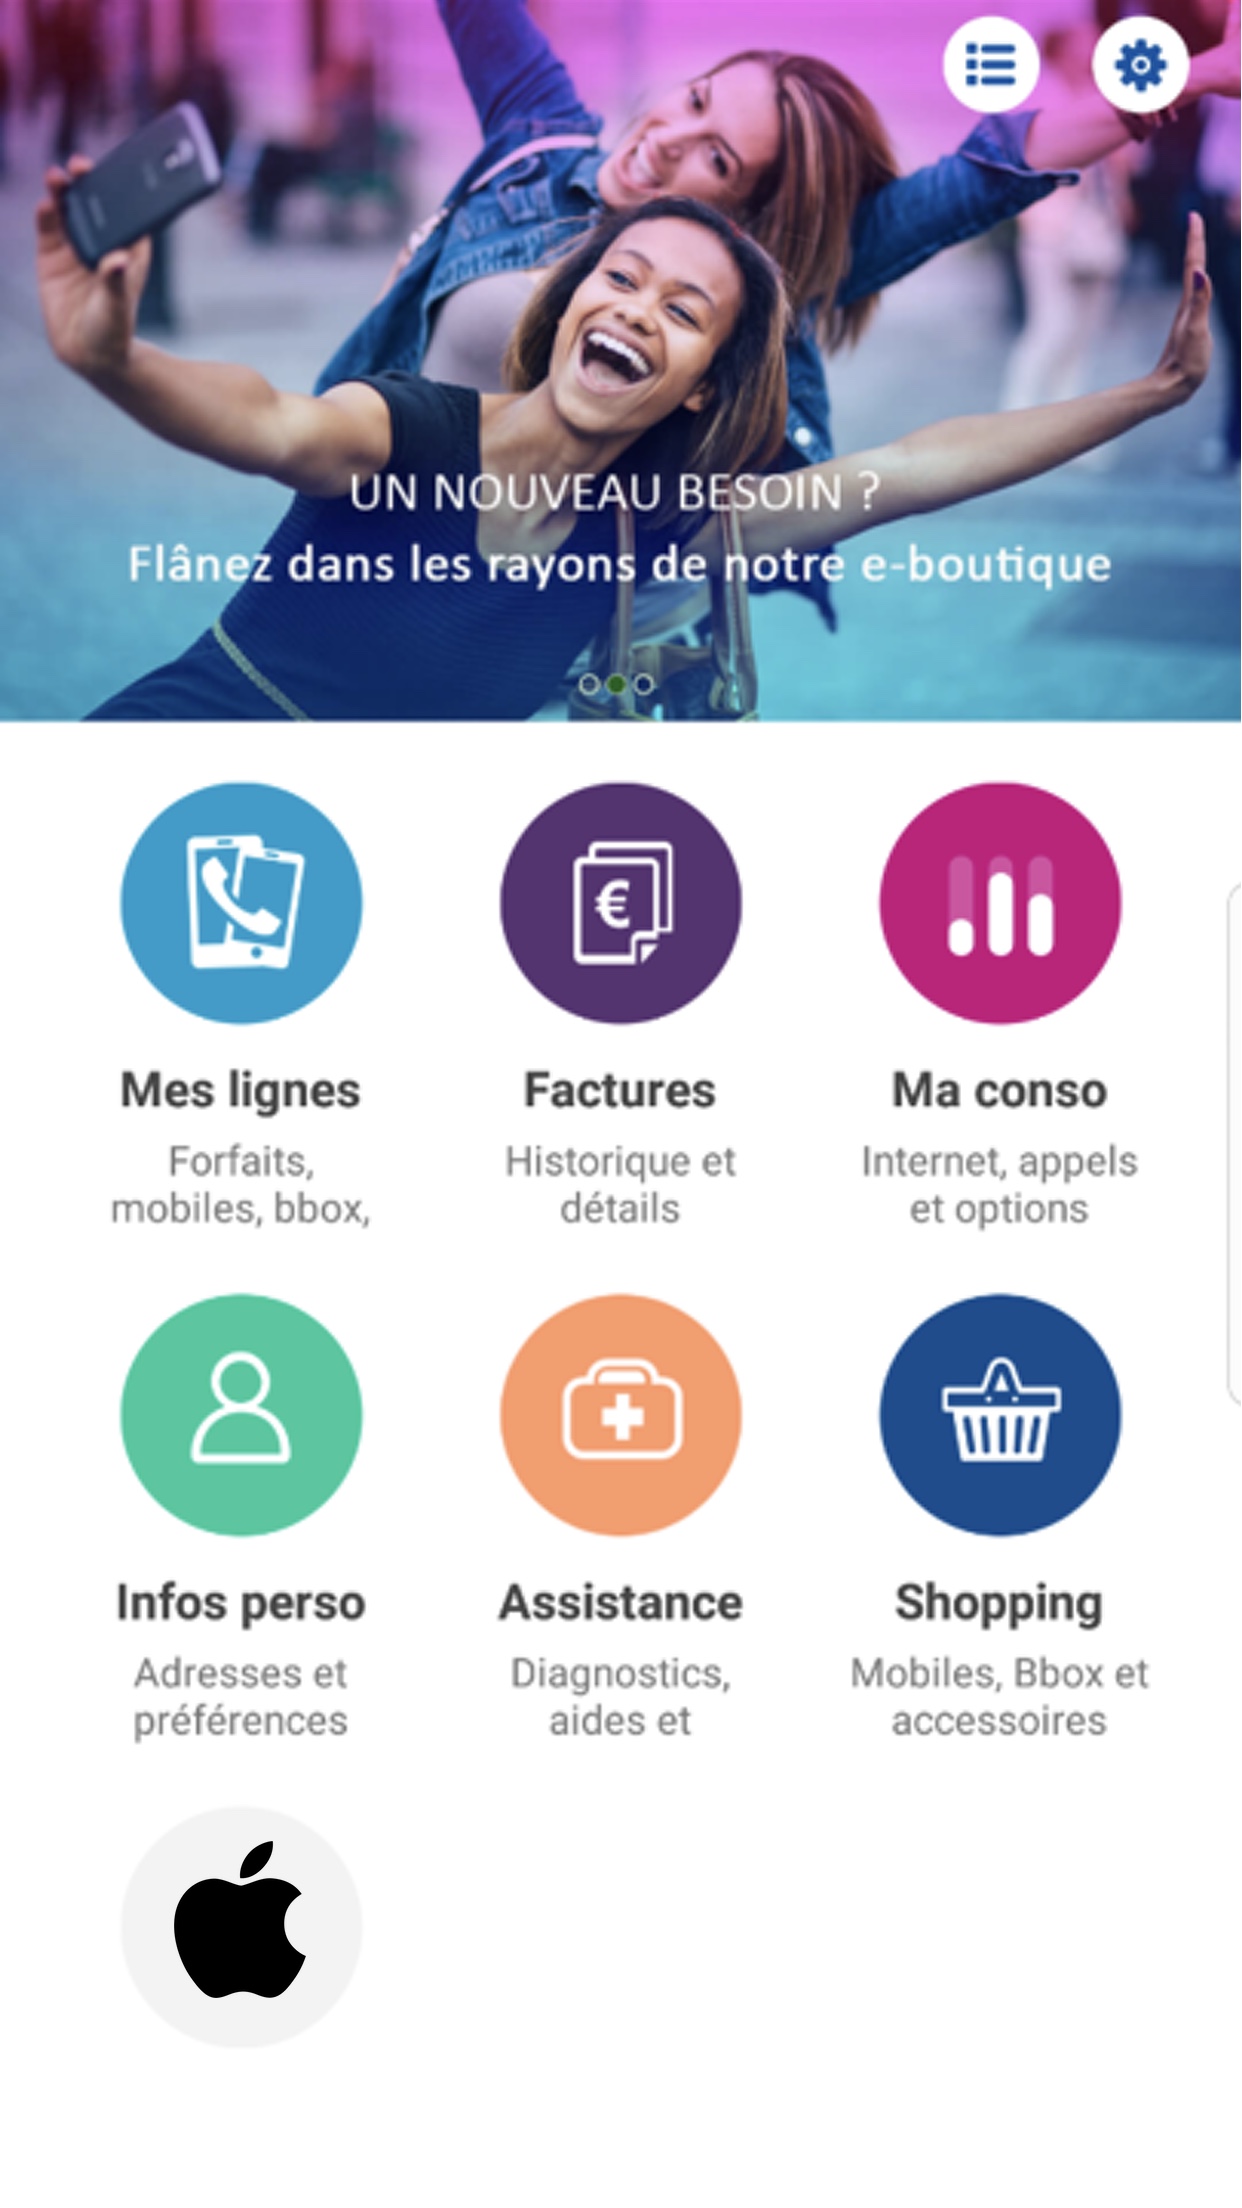 UN NOUVEAU BESOIN ?
Flânez dans les rayons de notre e-boutique
Mes lignes
Forfaits,
mobiles, bbox,
Factures
Historique et
détails
Ma conso
Internet, appels
et options
Infos perso
Adresses et
préférences
Assistance
Diagnostics,
aides et
Shopping
Mobiles, Bbox et
accessoires